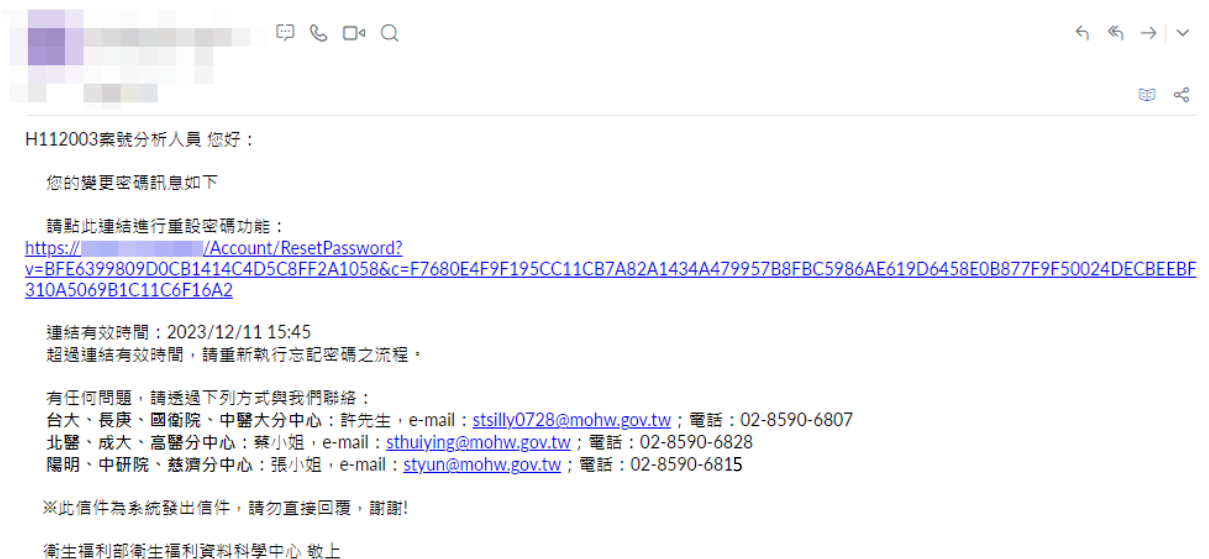 H112003案號分析人員 您好：
您的變更密碼訊息如下
請點此連結進行重設密碼功能：
https:// /Account/ResetPassword?
v=BFE6399809D0CB1414C4D5C8FF2A1058&c=F7680E4F9F195CC11CB7A82A1434A479957B8FBC5986AE619D6458E0B877F9F50024DECBEEBF
310A5069B1C11C6F16A2
連結有效時間：2023/12/11 15:45
超過連結有效時間，請重新執行忘記密碼之流程。
有任何問題，請透過下列方式與我們聯絡：
台大、長庚、國衛院、中醫大分中心：許先生，e-mail：stsilly0728@mohw.gov.tw；電話：02-8590-6807
北醫、成大、高醫分中心：蔡小姐，e-mail：sthuiying@mohw.gov.tw；電話：02-8590-6828
陽明、中研院、慈濟分中心：張小姐，e-mail：styun@mohw.gov.tw；電話：02-8590-6815
※此信件為系統發出信件，請勿直接回覆，謝謝!
衛生福利部衛生福利資料科學中心 敬上